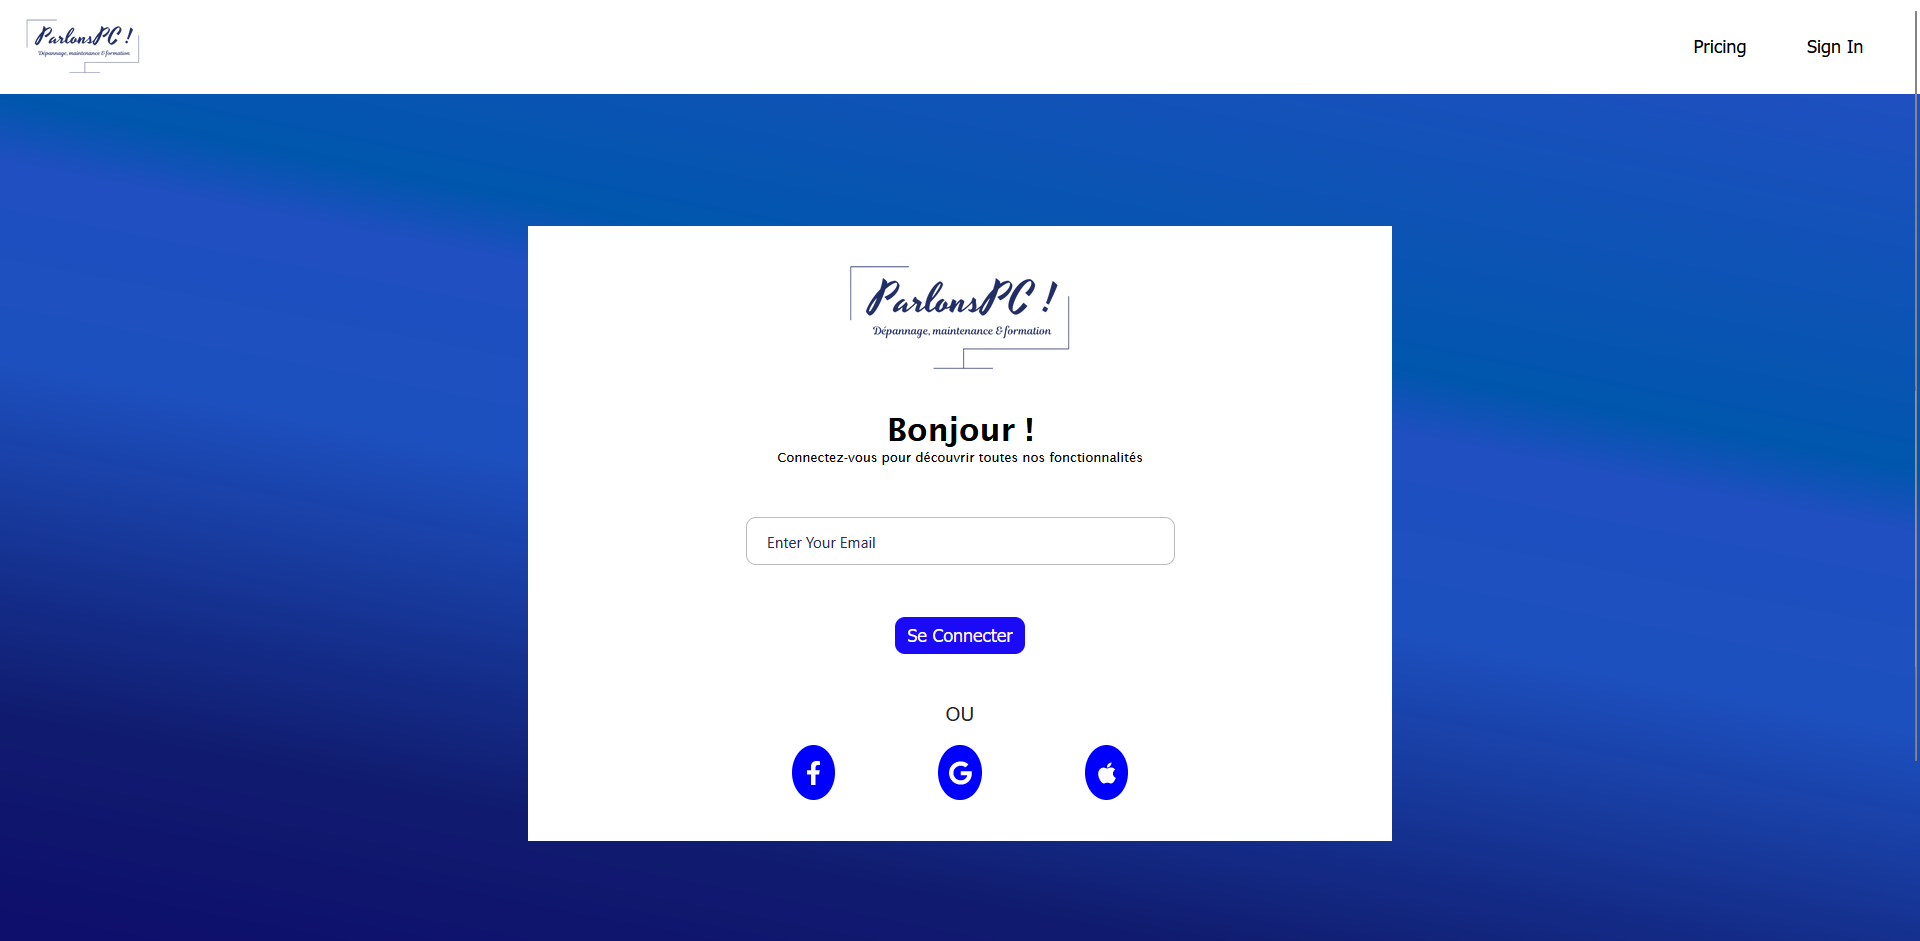 ParlonsPC !
Dépannage, maintenance & formation
Pricing
Sign In
ParlonsPC !
Dépannage, maintenance & formation
Bonjour !
Connectez-vous pour découvrir toutes nos fonctionnalités
Enter Your Email
Se Connecter
OU